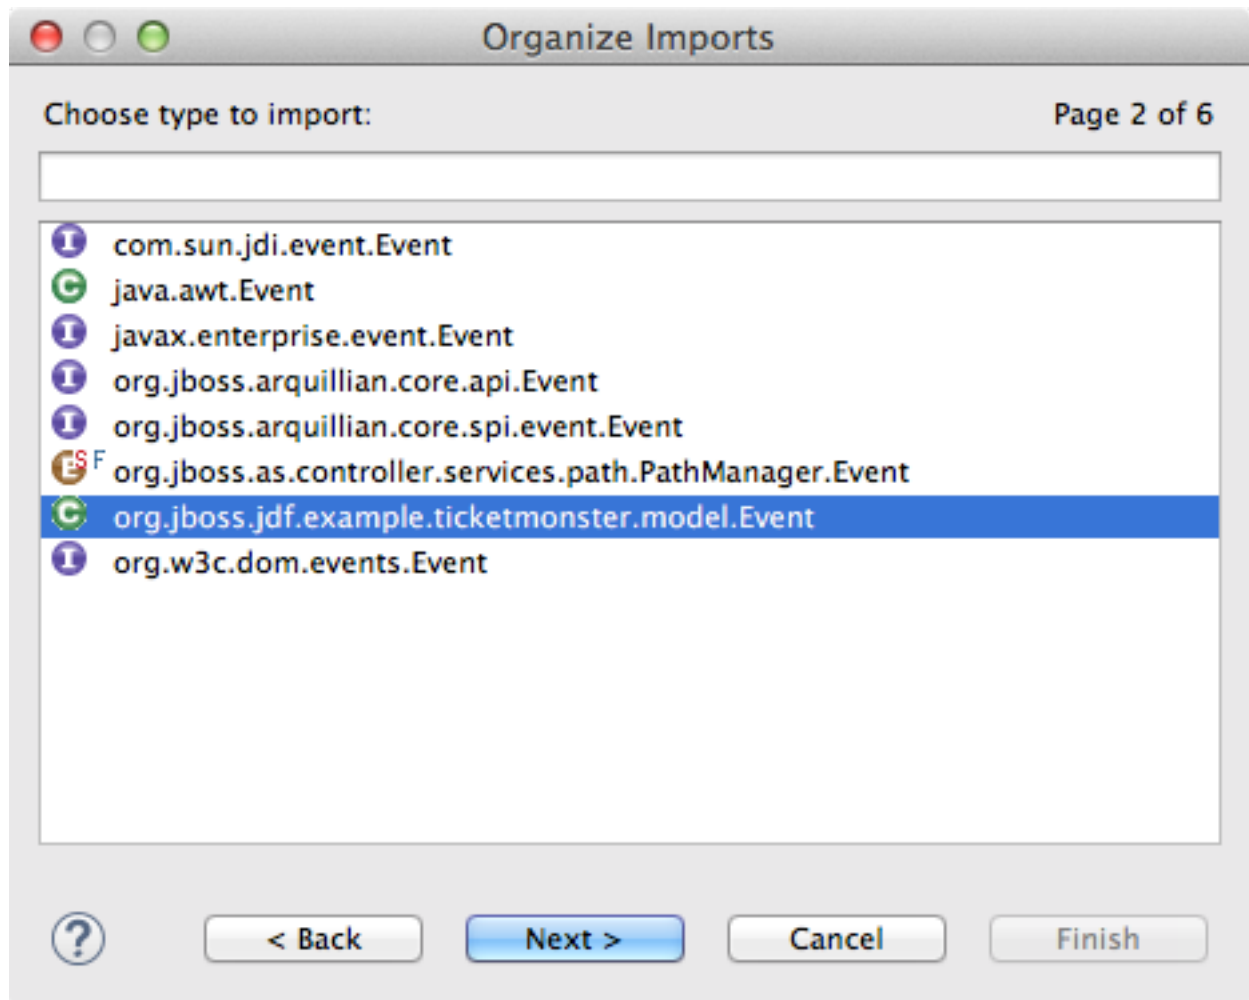 Organize Imports
Choose type to import: Page 2 of 6
I com.sun.jdi.event.Event
C java.awt.Event
I javax.enterprise.event.Event
I org.jboss.arquillian.core.api.Event
I org.jboss.arquillian.core.spi.event.Event
E S F org.jboss.as.controller.services.path.PathManager.Event
C org.jboss.jdf.example.ticketmonster.model.Event
I org.w3c.dom.events.Event
? < Back Next > Cancel Finish